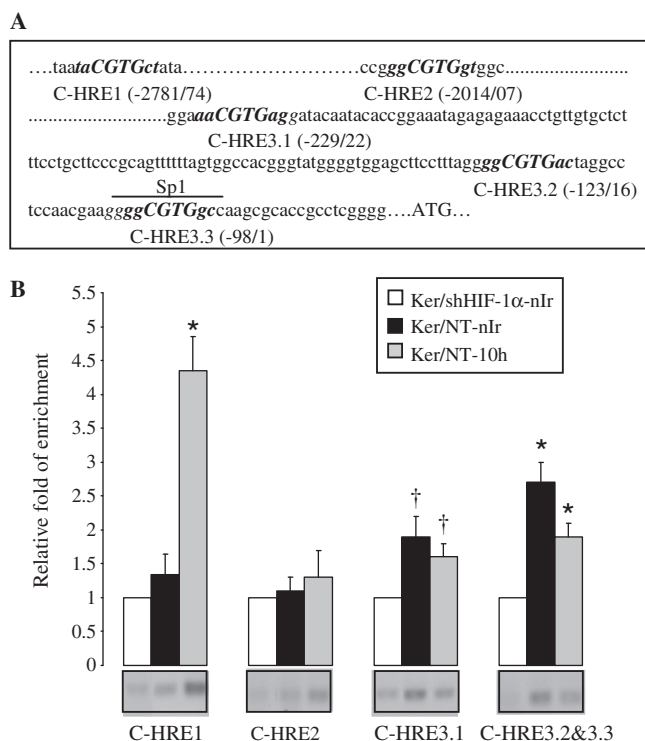 A
....taataCGTGctata..............................ccgggCGTGgtggc......................
C-HRE1 (-2781/74) C-HRE2 (-2014/07)
..........................ggaaaCGTGaggatacaatacaccggaaatagagagaaacctgttgtgctct
ttcctgcttcccgcagttttttagtggccacgggtatggggtggagcttcctttaggggCGTGactaggcc
C-HRE3.1 (-229/22)
Sp1
C-HRE3.2 (-123/16)
tccaacgaaggggCGTGgccaagcgcaccgcctcgggg ....ATG...
C-HRE3.3 (-98/1)
B
Relative fold of enrichment
5.5
5
4.5
4
3.5
3
2.5
2
1.5
1
0.5
0
Ker/shHIF-1α-nIr
Ker/NT-nIr
Ker/NT-10h
*
† †
* *
C-HRE1 C-HRE2 C-HRE3.1 C-HRE3.2&3.3